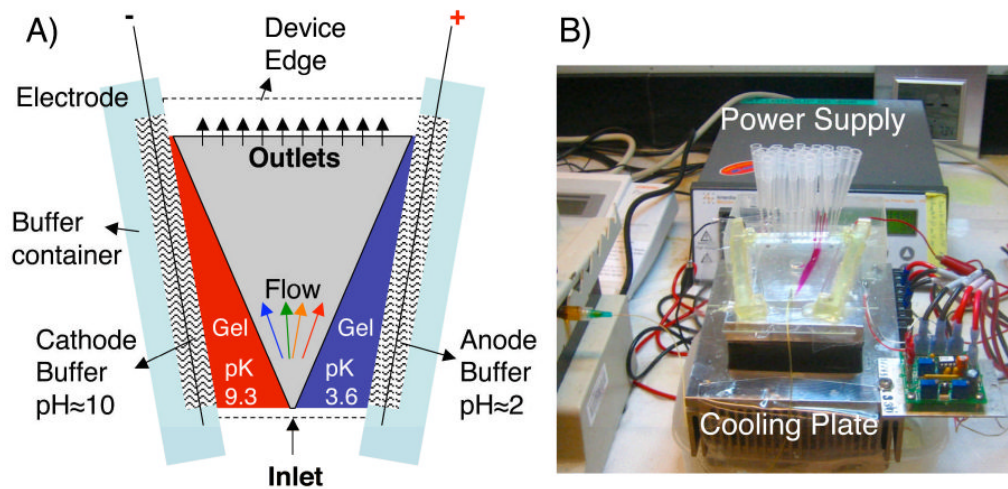 A)
-
+
Device
Edge
Electrode
Outlets
Buffer
container
Flow
Gel
pK
9.3
Gel
pK
3.6
Cathode
Buffer
pH≈10
Anode
Buffer
pH≈2
Inlet
B)
Power Supply
Cooling Plate